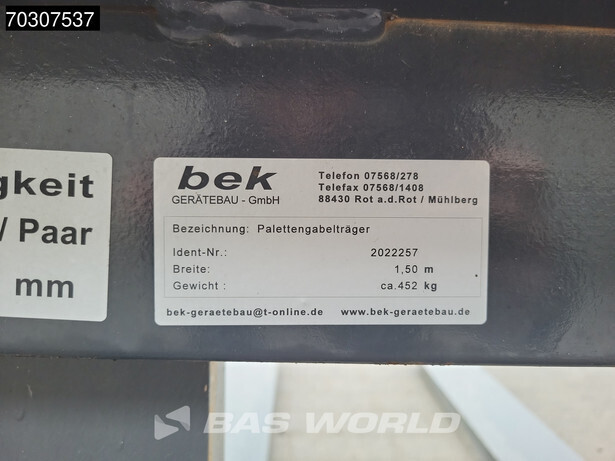 70307537
gkeit
/ Paar
mm
bek
GERÄTEBAU - GmbH
Telefon 07568/278
Telefax 07568/1408
88430 Rot a.d.Rot / Mühlberg
Bezeichnung: Palettengabelträger
Ident-Nr.: 2022257
Breite: 1,50 m
Gewicht : ca.452 kg
bek-geraetebau@t-online.de www.bek-geraetebau.de
BAS WORLD